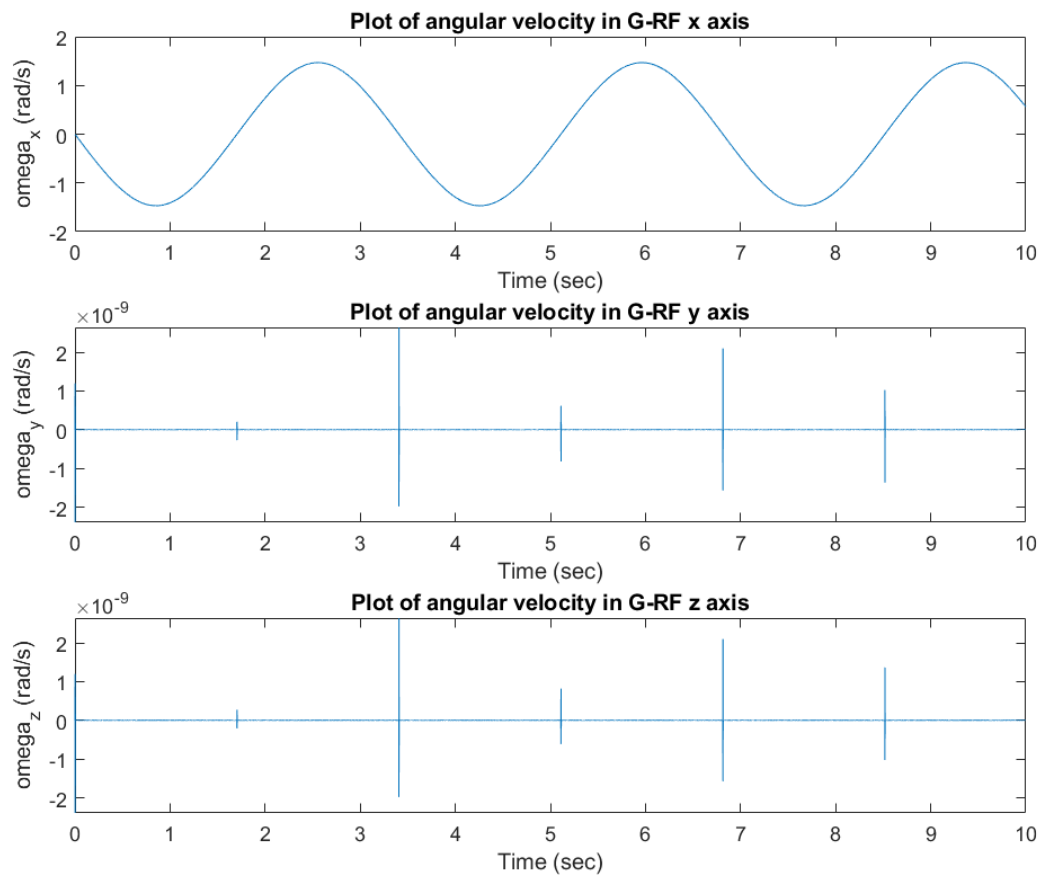 Plot of angular velocity in G-RF x axis
omega_x (rad/s)
2
1
0
-1
-2
0 1 2 3 4 5 6 7 8 9 10
Time (sec)
Plot of angular velocity in G-RF y axis
×10^-9
omega_y (rad/s)
2
1
0
-1
-2
0 1 2 3 4 5 6 7 8 9 10
Time (sec)
Plot of angular velocity in G-RF z axis
×10^-9
omega_z (rad/s)
2
1
0
-1
-2
0 1 2 3 4 5 6 7 8 9 10
Time (sec)